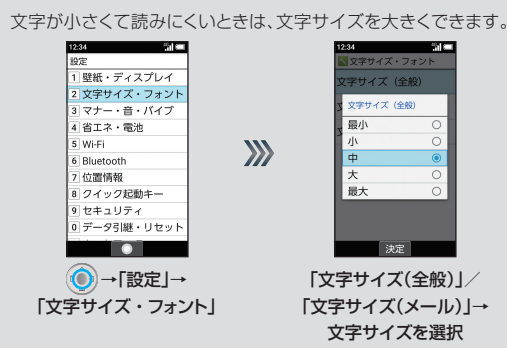 文字が小さくて読みにくいときは、文字サイズを大きくできます。
12:34
設定
1 壁紙・ディスプレイ
2 文字サイズ・フォント
3 マナー・音・バイブ
4 省エネ・電池
5 Wi-Fi
6 Bluetooth
7 位置情報
8 クイック起動キー
9 セキュリティ
0 データ引継・リセット
→「設定」→
「文字サイズ・フォント」
12:34
文字サイズ・フォント
文字サイズ（全般）
文字サイズ（全般）
最小
小
中
大
最大
決定
「文字サイズ(全般)」／
「文字サイズ(メール)」→
文字サイズを選択